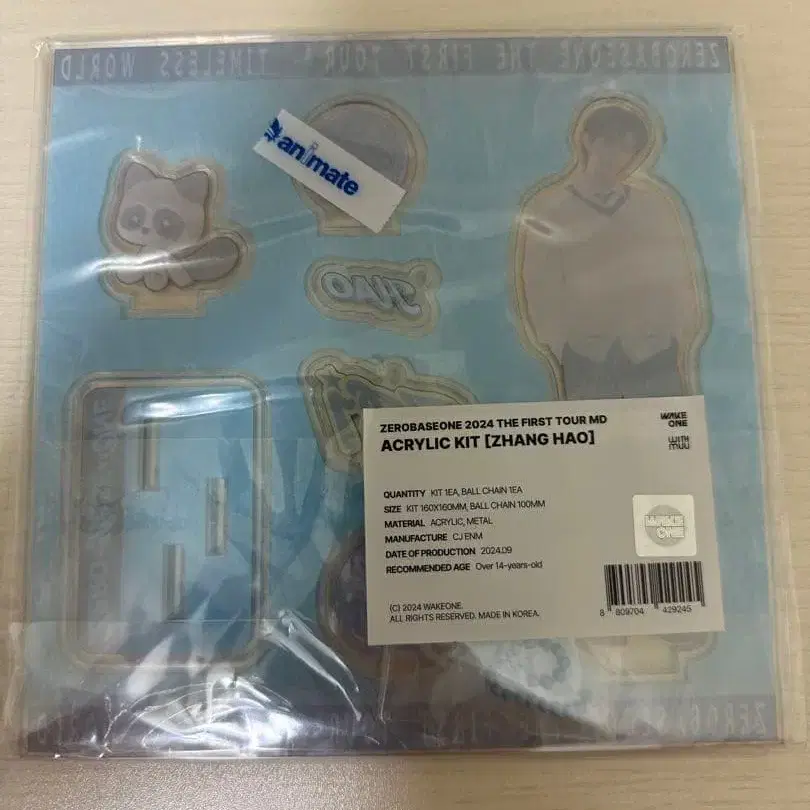 ZEROBASEONE THE FIRST TOUR TIMELESS WORLD
animate
HAO
ZEROBASEONE 2024 THE FIRST TOUR MD
ACRYLIC KIT [ZHANG HAO]
WAKE
ONE
WITH
MUU
QUANTITY KIT 1EA, BALL CHAIN 1EA
SIZE KIT 160X160MM, BALL CHAIN 100MM
MATERIAL ACRYLIC, METAL
MANUFACTURE CJ ENM
DATE OF PRODUCTION 2024.09
RECOMMENDED AGE Over 14-years-old
WAKE
ONE
(C) 2024 WAKEONE.
ALL RIGHTS RESERVED. MADE IN KOREA.
8 809704 429245
ZEROBASEONE